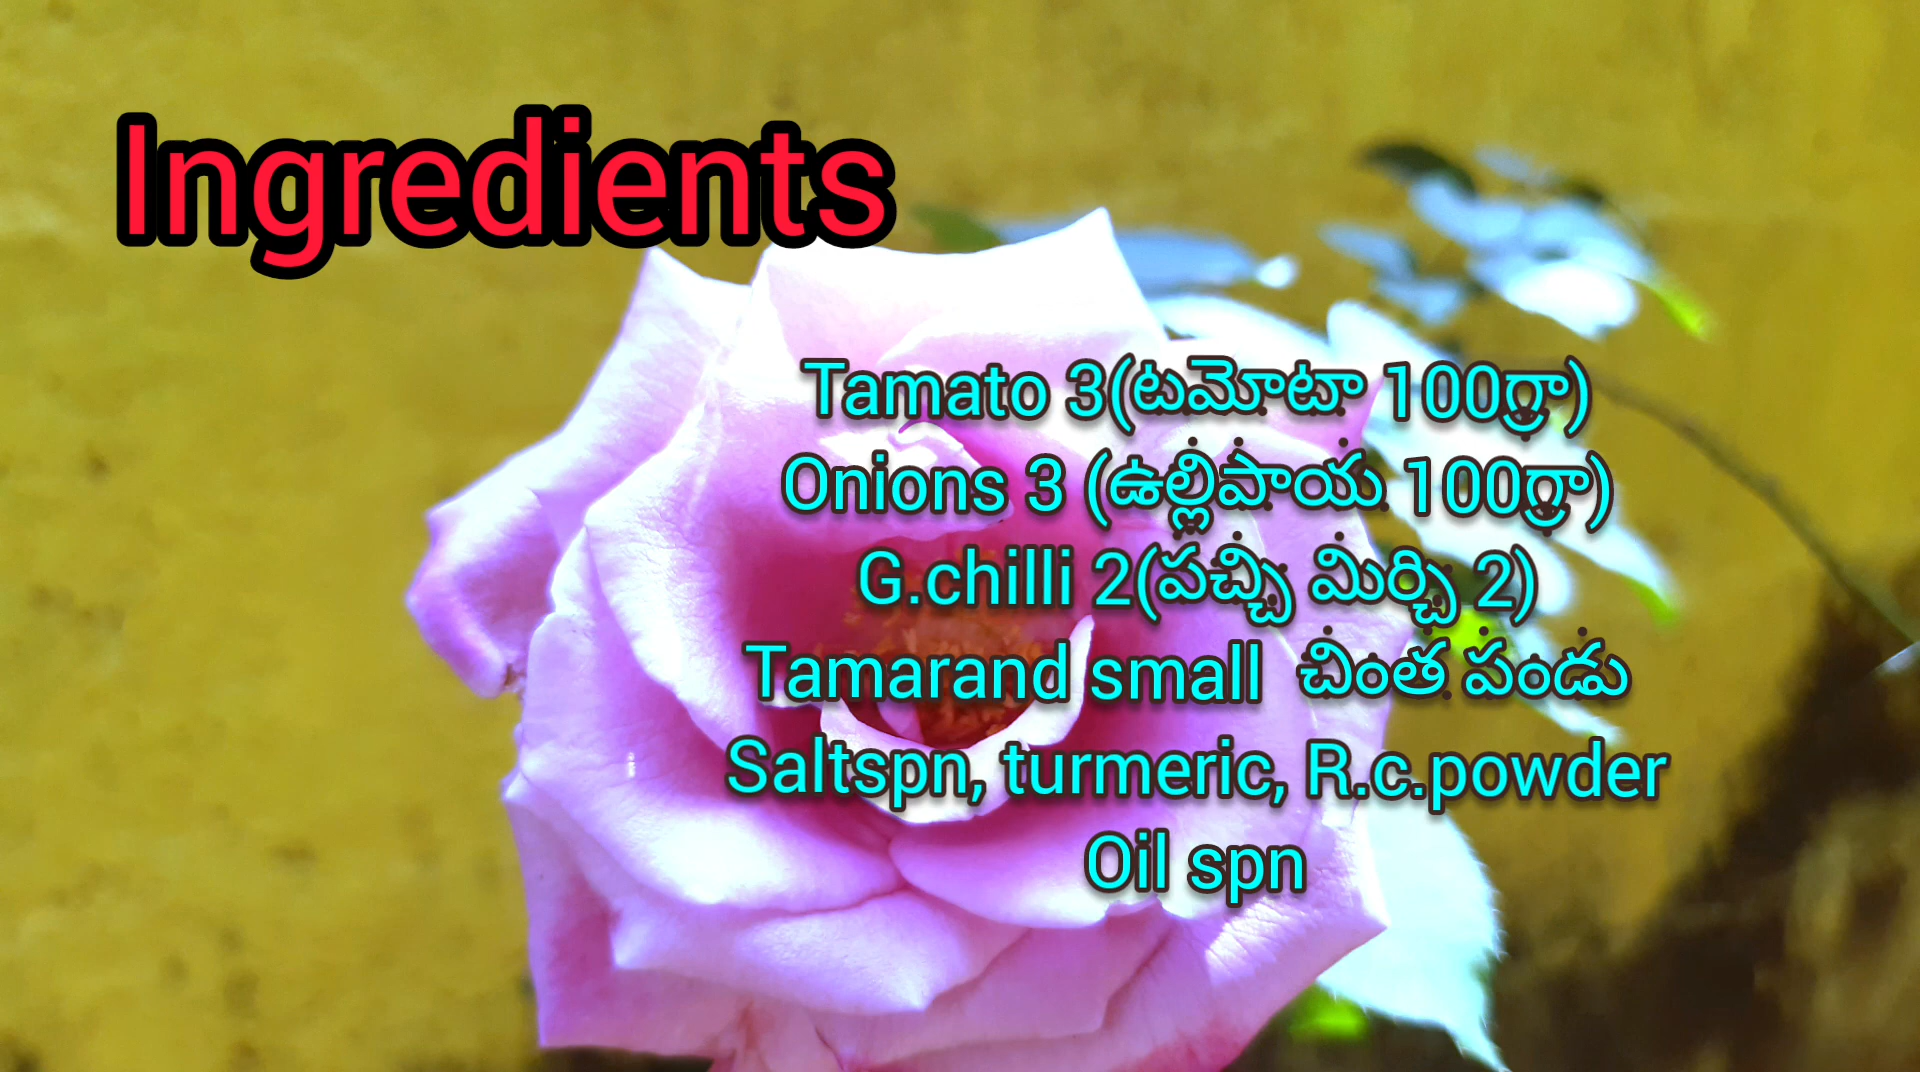 Ingredients
Tamato 3(టమోటా 100గ్రా)
Onions 3 (ఉల్లిపాయ 100గ్రా)
G.chilli 2(పచ్చి మిర్చి 2)
Tamarand small చింత పండు
Saltspn, turmeric, R.c.powder
Oil spn